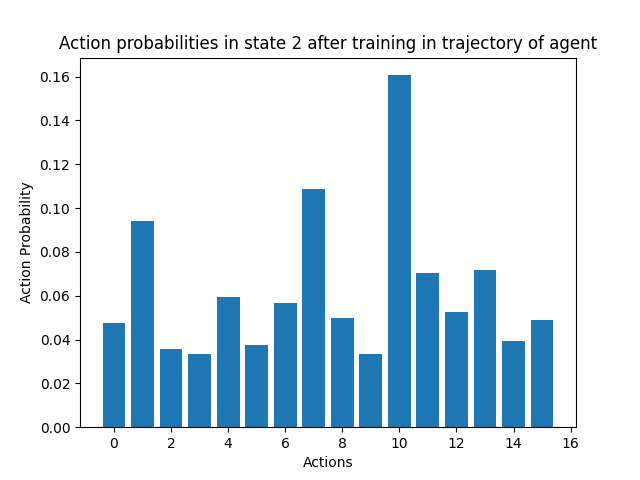 Action probabilities in state 2 after training in trajectory of agent
0.16
0.14
0.12
0.10
0.08
0.06
0.04
0.02
0.00
Action Probability
0 2 4 6 8 10 12 14 16
Actions